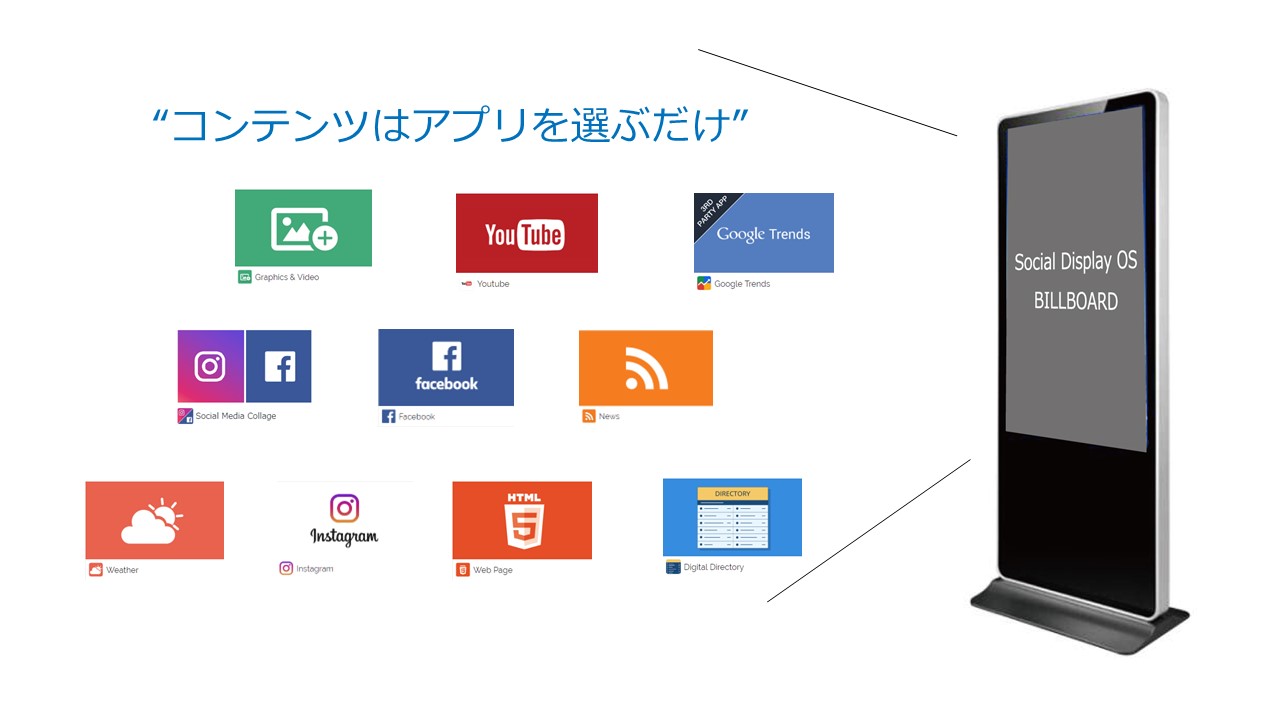 “コンテンツはアプリを選ぶだけ”
YouTube
3RD
PARTY APP
Google Trends
Graphics & Video
Youtube
Google Trends
Social Display OS
BILLBOARD
facebook
Social Media Collage
Facebook
News
HTML
5
DIRECTORY
Instagram
Weather
Instagram
Web Page
Digital Directory